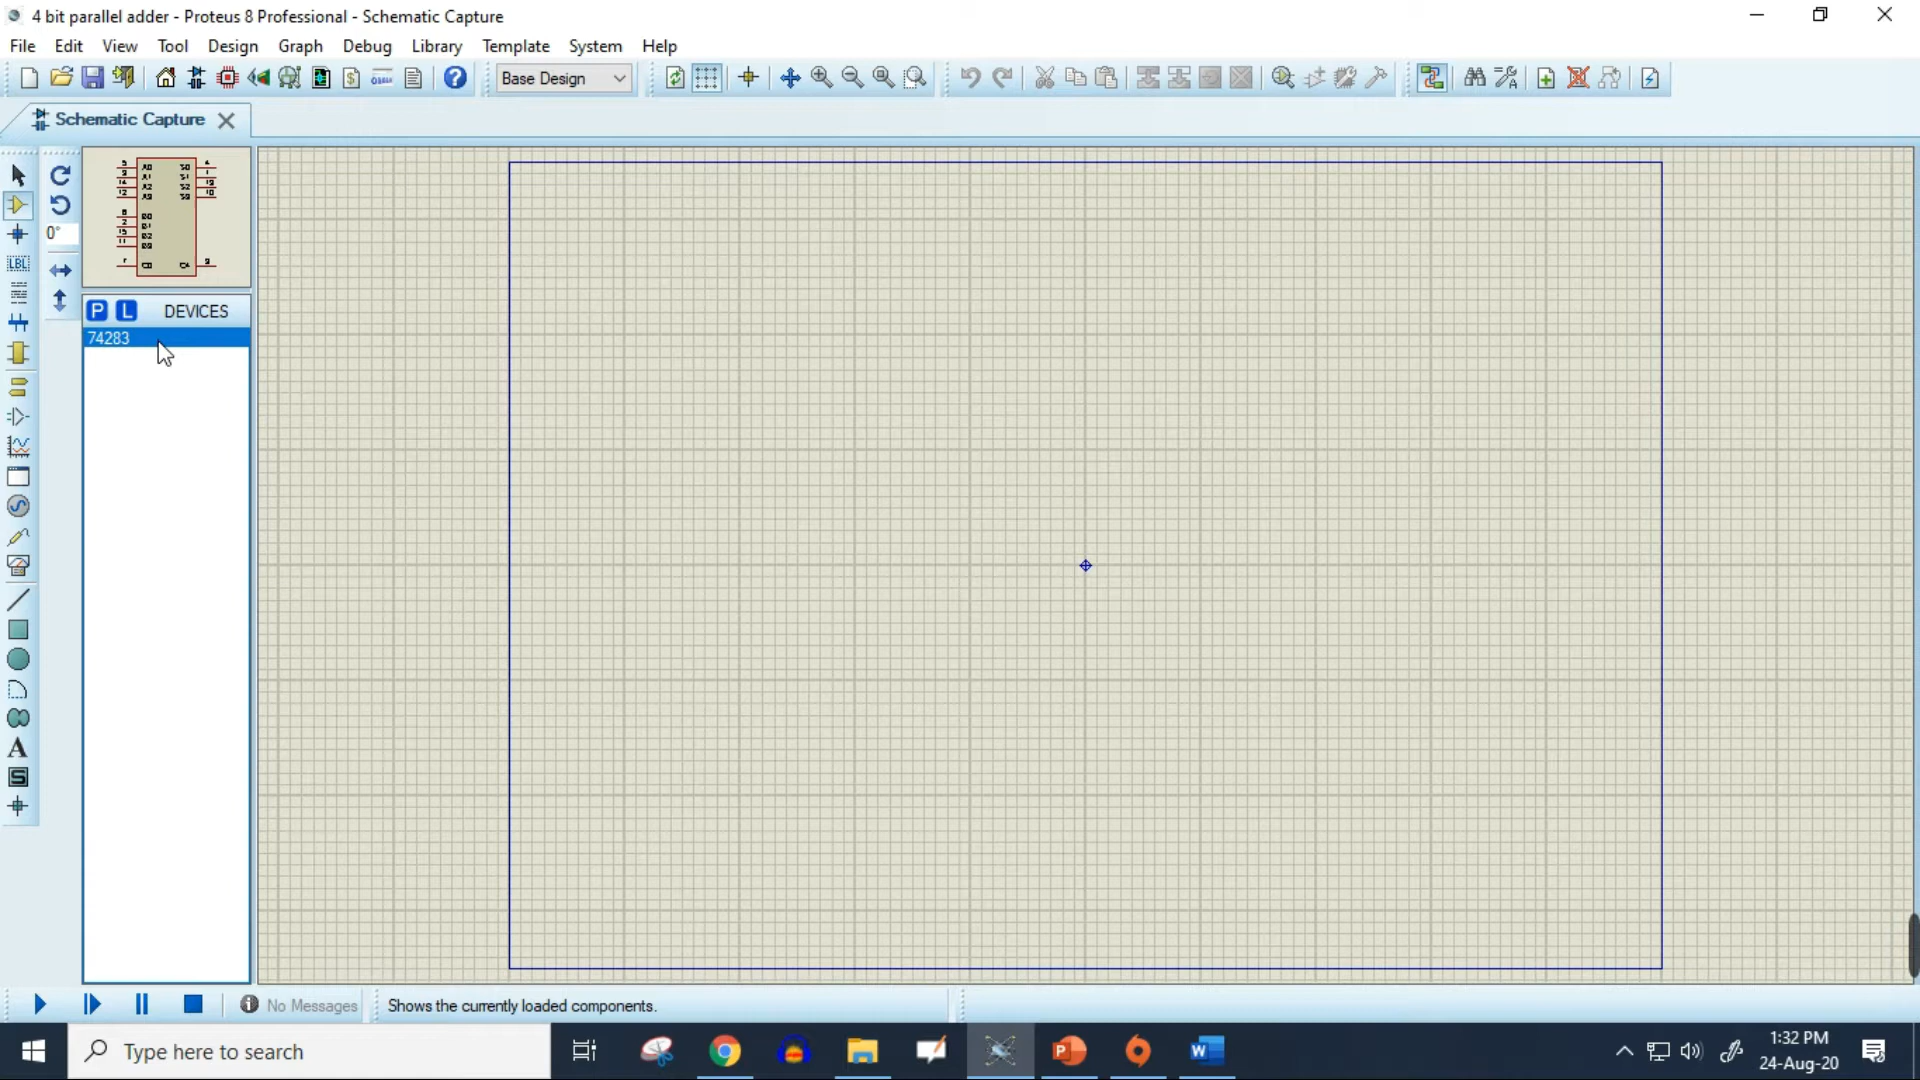 4 bit parallel adder - Proteus 8 Professional - Schematic Capture
File Edit View Tool Design Graph Debug Library Template System Help
Base Design
Schematic Capture
0°
LBL
P L DEVICES
74283
A
S
No Messages
Shows the currently loaded components.
Type here to search
1:32 PM
24-Aug-20